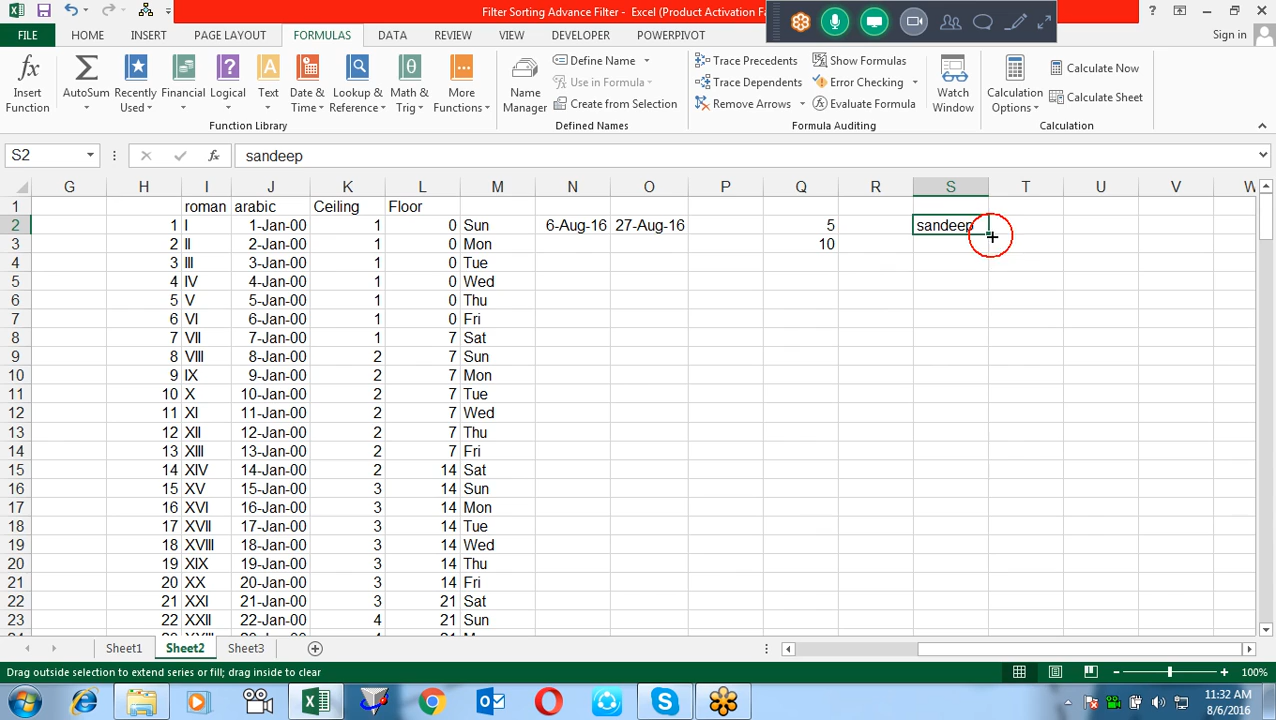 Filter Sorting Advance Filter - Excel (Product Activation Fa
FILE HOME INSERT PAGE LAYOUT FORMULAS DATA REVIEW VIEW DEVELOPER POWERPIVOT Sign in
Insert Function
AutoSum
Recently Used
Financial
Logical
Text
Date & Time
Lookup & Reference
Math & Trig
More Functions
Function Library
Name Manager
Define Name
Use in Formula
Create from Selection
Defined Names
Trace Precedents
Trace Dependents
Remove Arrows
Show Formulas
Error Checking
Evaluate Formula
Formula Auditing
Watch Window
Calculation Options
Calculate Now
Calculate Sheet
Calculation
S2 fx sandeep
G H I J K L M N O P Q R S T U V W
1 roman arabic Ceiling Floor
2 1 I 1-Jan-00 1 0 Sun 6-Aug-16 27-Aug-16 5 sandeep
3 2 II 2-Jan-00 1 0 Mon 10
4 3 III 3-Jan-00 1 0 Tue
5 4 IV 4-Jan-00 1 0 Wed
6 5 V 5-Jan-00 1 0 Thu
7 6 VI 6-Jan-00 1 0 Fri
8 7 VII 7-Jan-00 1 7 Sat
9 8 VIII 8-Jan-00 2 7 Sun
10 9 IX 9-Jan-00 2 7 Mon
11 10 X 10-Jan-00 2 7 Tue
12 11 XI 11-Jan-00 2 7 Wed
13 12 XII 12-Jan-00 2 7 Thu
14 13 XIII 13-Jan-00 2 7 Fri
15 14 XIV 14-Jan-00 2 14 Sat
16 15 XV 15-Jan-00 3 14 Sun
17 16 XVI 16-Jan-00 3 14 Mon
18 17 XVII 17-Jan-00 3 14 Tue
19 18 XVIII 18-Jan-00 3 14 Wed
20 19 XIX 19-Jan-00 3 14 Thu
21 20 XX 20-Jan-00 3 14 Fri
22 21 XXI 21-Jan-00 3 21 Sat
23 22 XXII 22-Jan-00 4 21 Sun
Sheet1 Sheet2 Sheet3
Drag outside selection to extend series or fill; drag inside to clear 100%
11:32 AM
8/6/2016